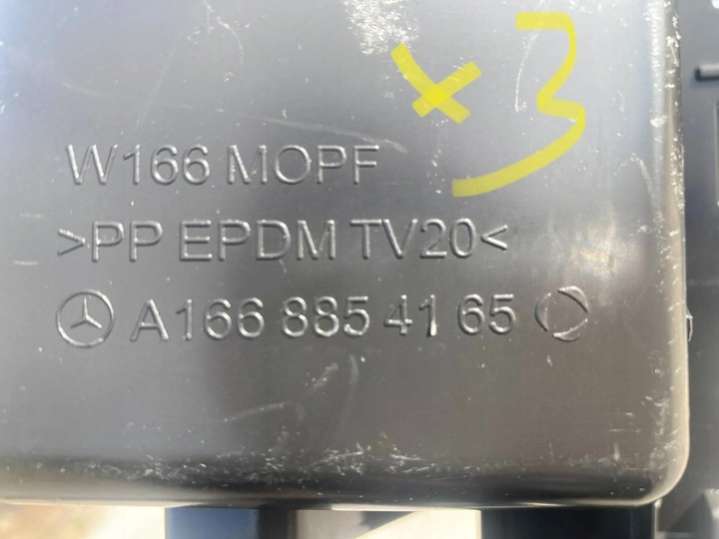 x3
W166 MOPF
>PP EPDM TV20<
A166 885 41 65